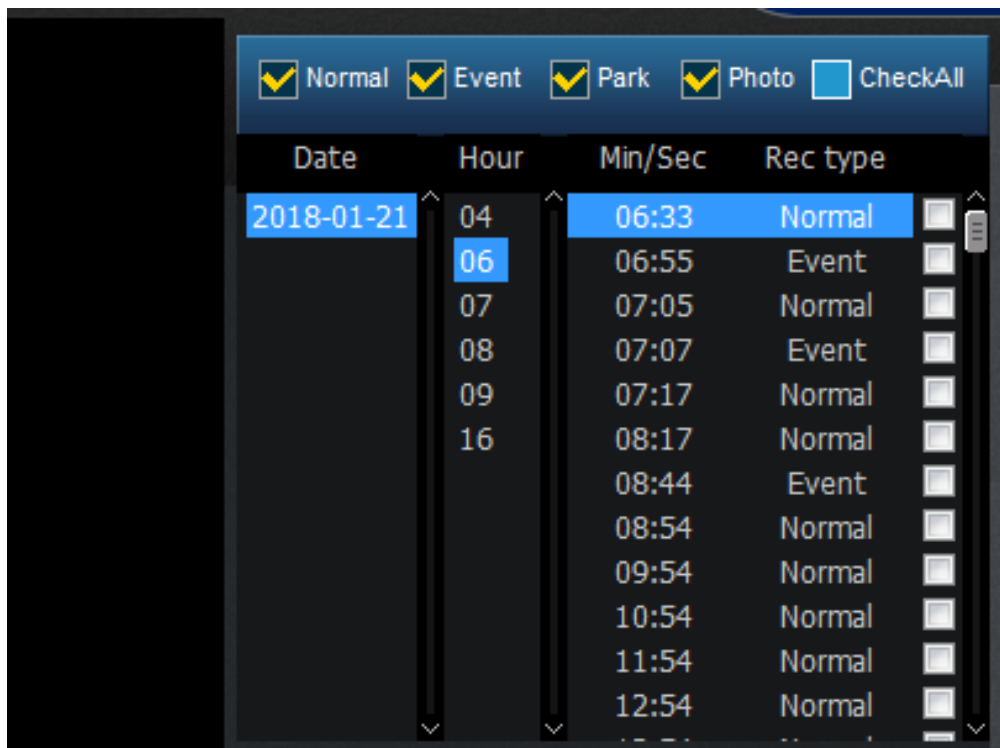 Normal Event Park Photo CheckAll
Date Hour Min/Sec Rec type
2018-01-21 04 06:33 Normal
06 06:55 Event
07 07:05 Normal
08 07:07 Event
09 07:17 Normal
16 08:17 Normal
08:44 Event
08:54 Normal
09:54 Normal
10:54 Normal
11:54 Normal
12:54 Normal